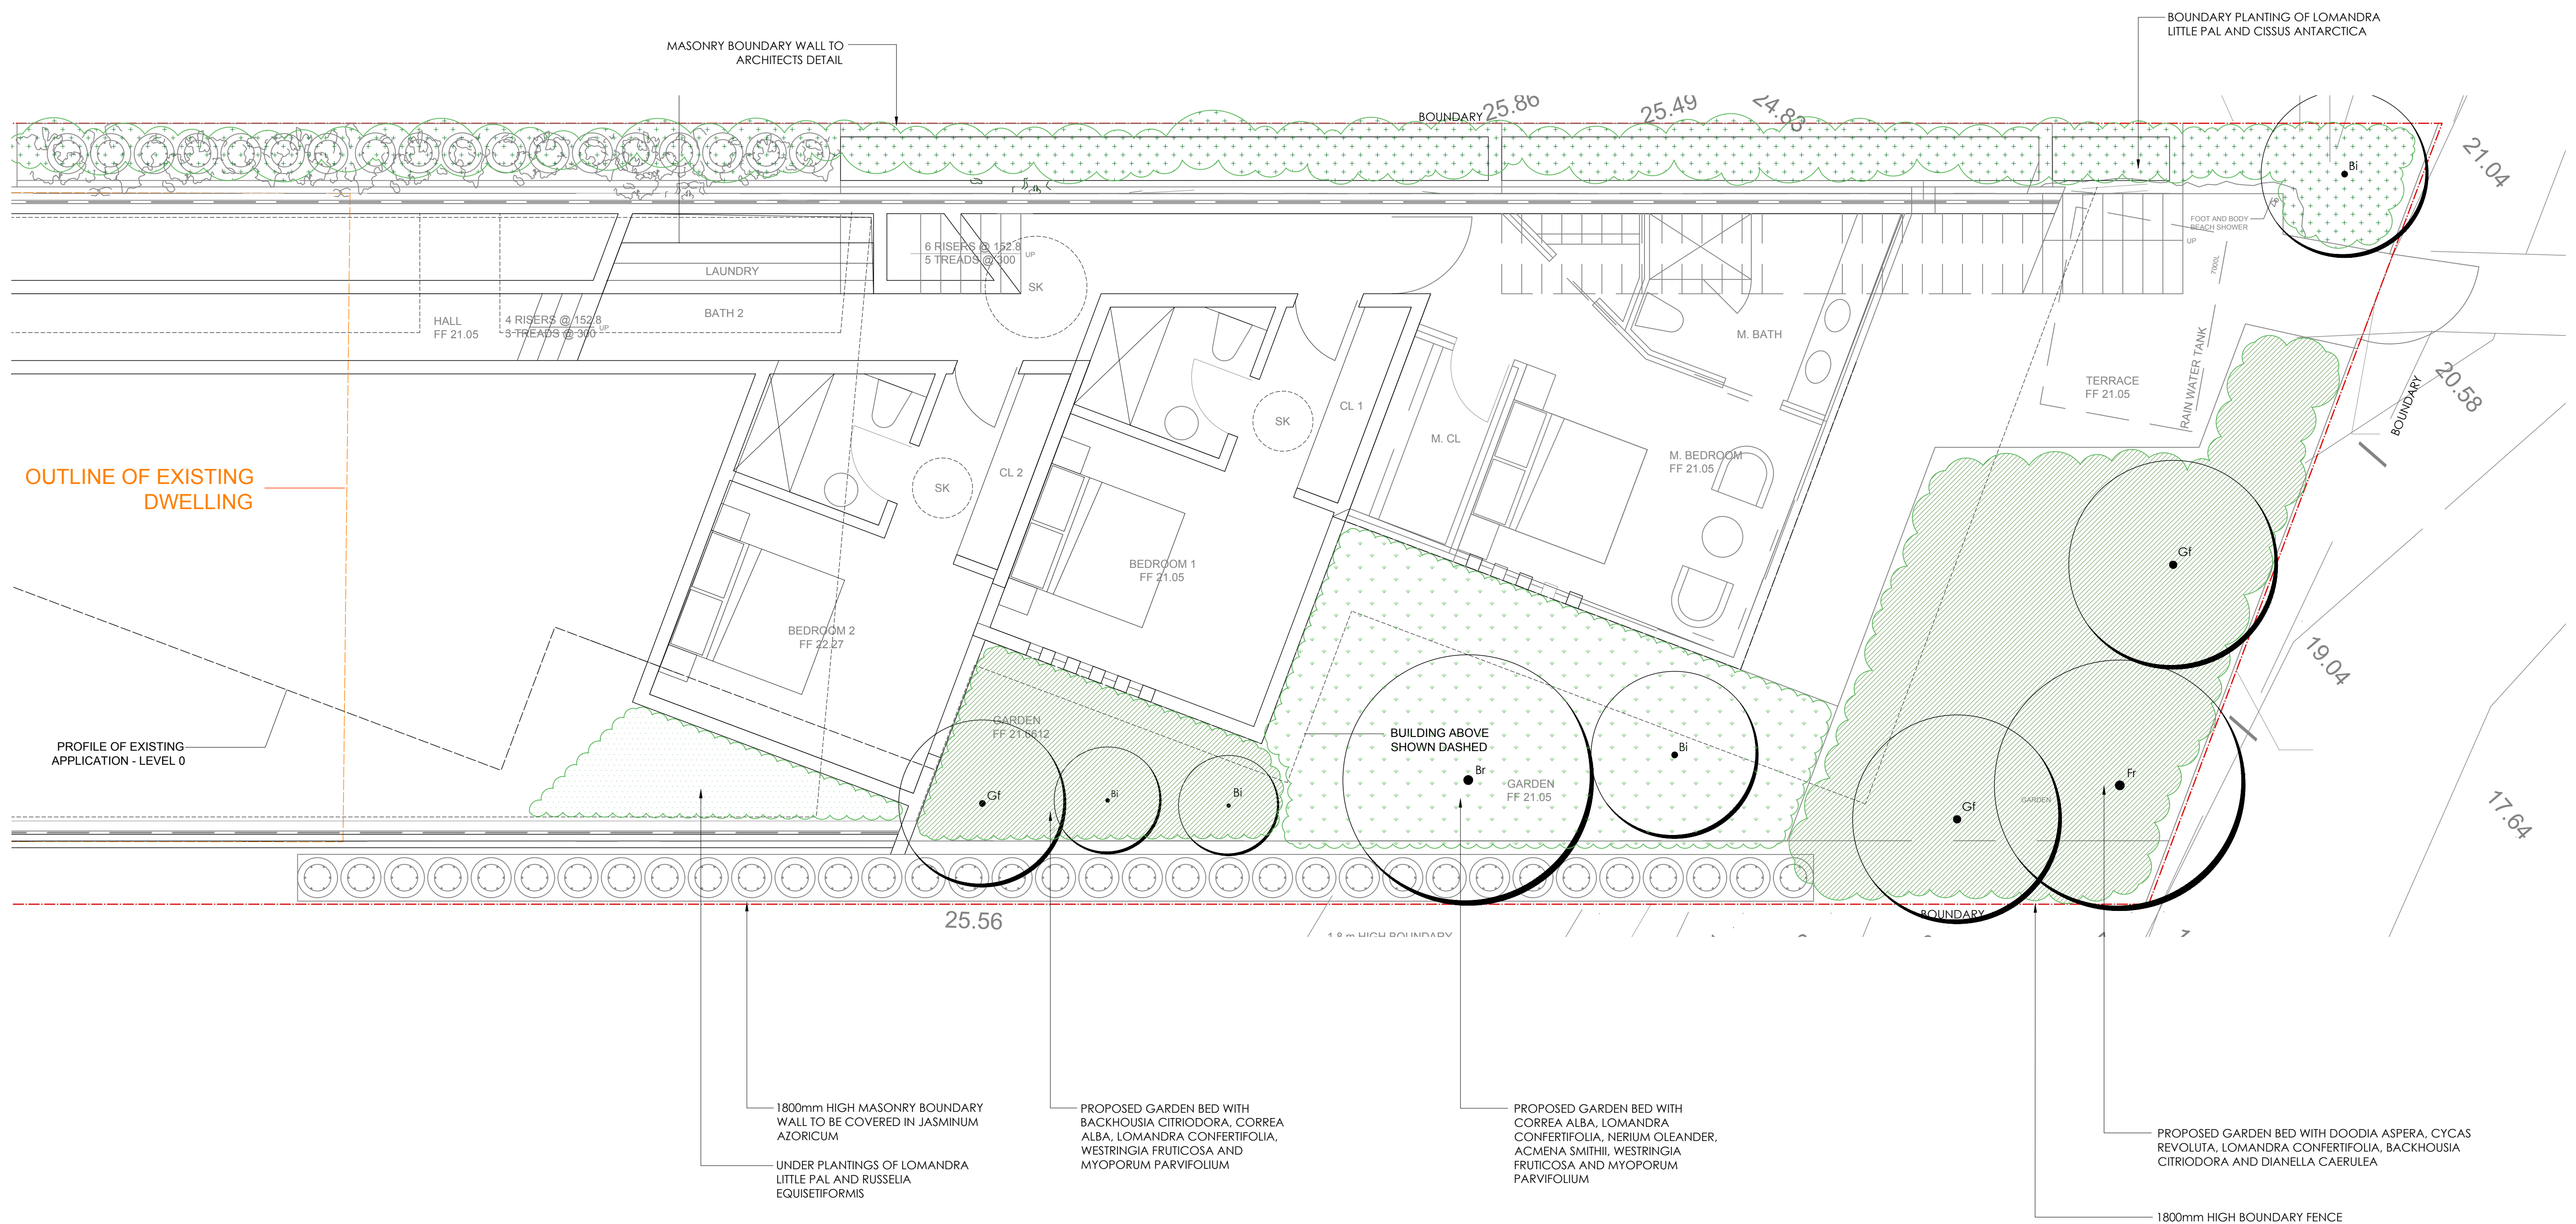 BOUNDARY PLANTING OF LOMANDRA
LITTLE PAL AND CISSUS ANTARCTICA
MASONRY BOUNDARY WALL TO
ARCHITECTS DETAIL
BOUNDARY
25.86
25.49
24.83
21.04
Bi
FOOT AND BODY
BEACH SHOWER
UP
7000L
6 RISERS @ 152.8
5 TREADS @ 300
UP
SK
LAUNDRY
BATH 2
HALL
FF 21.05
4 RISERS @ 152.8
3 TREADS @ 300
UP
M. BATH
TERRACE
FF 21.05
RAIN WATER TANK
BOUNDARY
20.58
CL 1
SK
M. CL
M. BEDROOM
FF 21.05
OUTLINE OF EXISTING
DWELLING
CL 2
SK
Gf
BEDROOM 1
FF 21.05
BEDROOM 2
FF 22.27
19.04
GARDEN
FF 21.6612
PROFILE OF EXISTING
APPLICATION - LEVEL 0
BUILDING ABOVE
SHOWN DASHED
Gf
Bi
Bi
Br
GARDEN
FF 21.05
Bi
Gf
GARDEN
Fr
17.64
25.56
BOUNDARY
1.8 m HIGH BOUNDARY
1800mm HIGH MASONRY BOUNDARY
WALL TO BE COVERED IN JASMINUM
AZORICUM
UNDER PLANTINGS OF LOMANDRA
LITTLE PAL AND RUSSELIA
EQUISETIFORMIS
PROPOSED GARDEN BED WITH
BACKHOUSIA CITRIODORA, CORREA
ALBA, LOMANDRA CONFERTIFOLIA,
WESTRINGIA FRUTICOSA AND
MYOPORUM PARVIFOLIUM
PROPOSED GARDEN BED WITH
CORREA ALBA, LOMANDRA
CONFERTIFOLIA, NERIUM OLEANDER,
ACMENA SMITHII, WESTRINGIA
FRUTICOSA AND MYOPORUM
PARVIFOLIUM
PROPOSED GARDEN BED WITH DOODIA ASPERA, CYCAS
REVOLUTA, LOMANDRA CONFERTIFOLIA, BACKHOUSIA
CITRIODORA AND DIANELLA CAERULEA
1800mm HIGH BOUNDARY FENCE